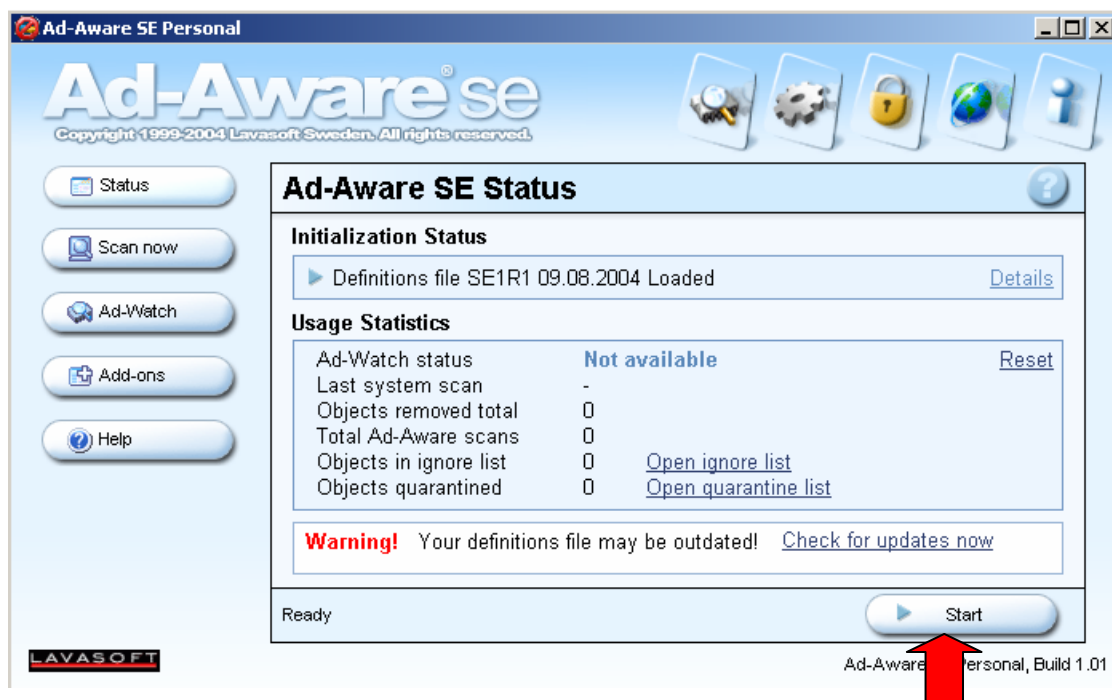 Ad-Aware SE Personal
Ad-Aware® se
Copyright 1999-2004 Lavasoft Sweden. All rights reserved.
Status
Scan now
Ad-Watch
Add-ons
Help
Ad-Aware SE Status
Initialization Status
Definitions file SE1R1 09.08.2004 Loaded Details
Usage Statistics
Ad-Watch status Not available Reset
Last system scan -
Objects removed total 0
Total Ad-Aware scans 0
Objects in ignore list 0 Open ignore list
Objects quarantined 0 Open quarantine list
Warning! Your definitions file may be outdated! Check for updates now
Ready Start
LAVASOFT
Ad-Aware Personal, Build 1.01